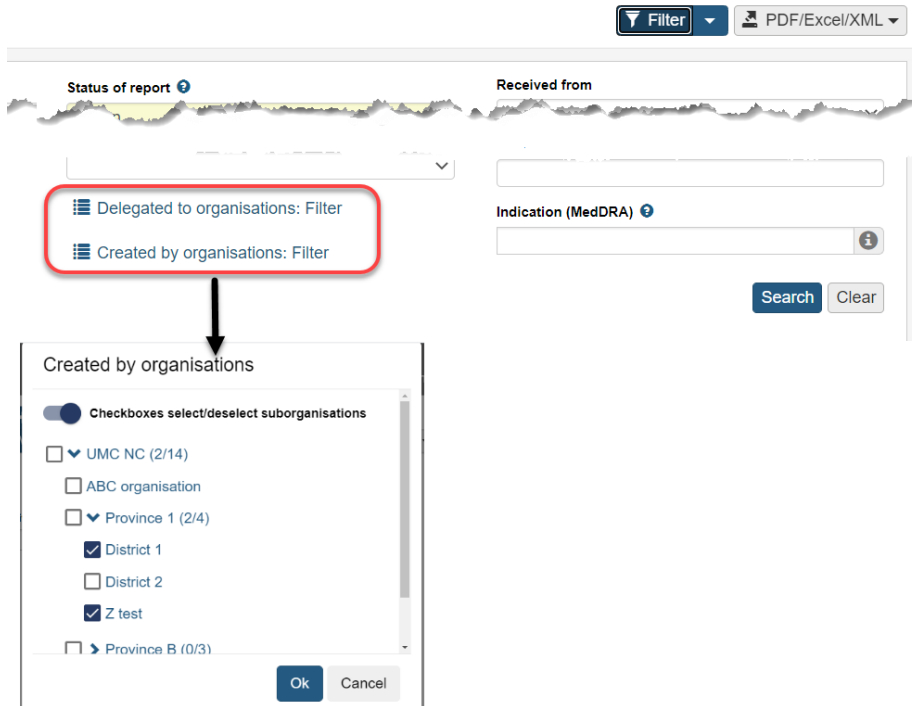 Filter
PDF/Excel/XML
Status of report
Received from
Delegated to organisations: Filter
Created by organisations: Filter
Indication (MedDRA)
Search Clear
Created by organisations
Checkboxes select/deselect suborganisations
UMC NC (2/14)
ABC organisation
Province 1 (2/4)
District 1
District 2
Z test
Province B (0/3)
Ok Cancel